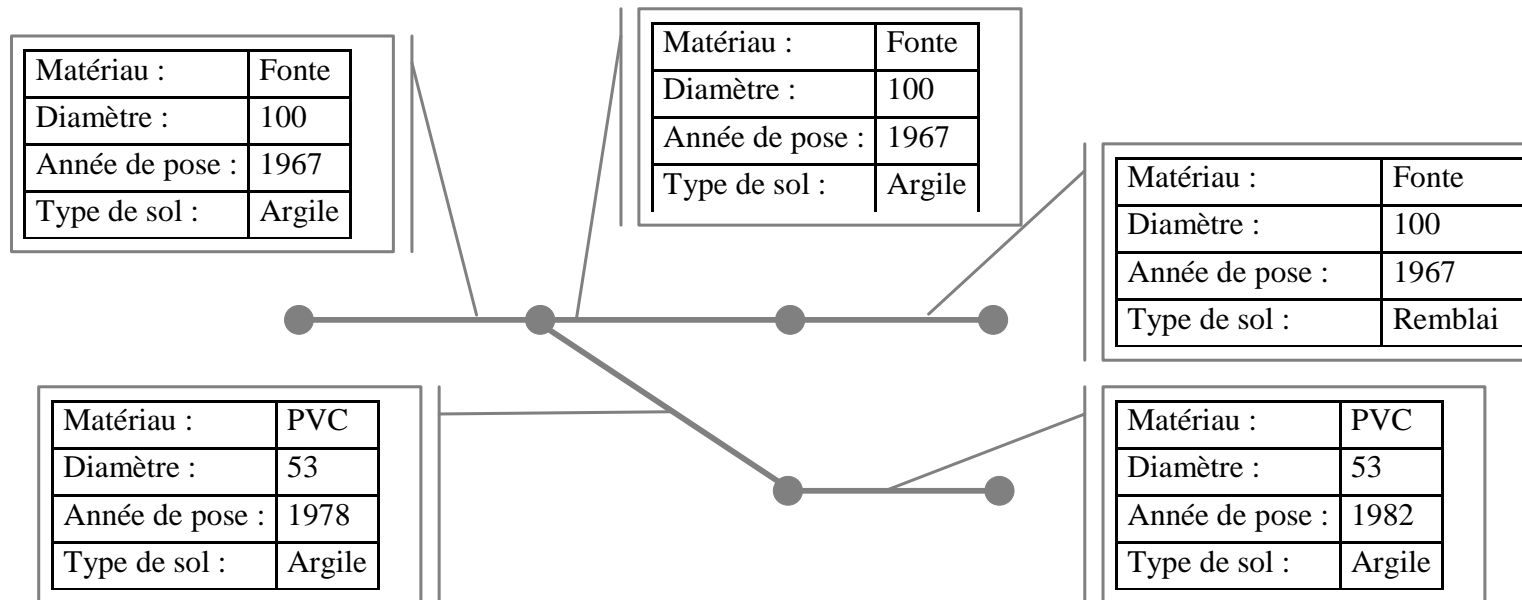 Matériau : Fonte
Diamètre : 100
Année de pose : 1967
Type de sol : Argile
Matériau : Fonte
Diamètre : 100
Année de pose : 1967
Type de sol : Argile
Matériau : Fonte
Diamètre : 100
Année de pose : 1967
Type de sol : Remblai
Matériau : PVC
Diamètre : 53
Année de pose : 1978
Type de sol : Argile
Matériau : PVC
Diamètre : 53
Année de pose : 1982
Type de sol : Argile